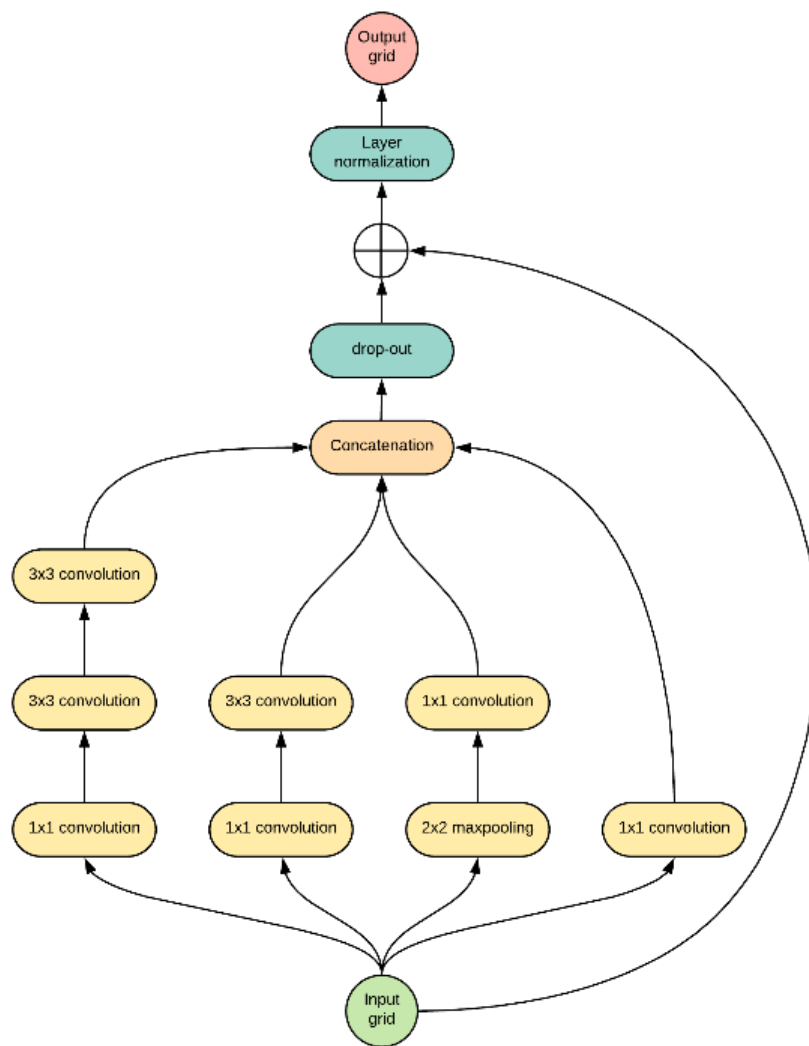 Output
grid
Layer
normalization
drop-out
Concatenation
3x3 convolution
3x3 convolution
3x3 convolution
1x1 convolution
1x1 convolution
1x1 convolution
2x2 maxpooling
1x1 convolution
Input
grid